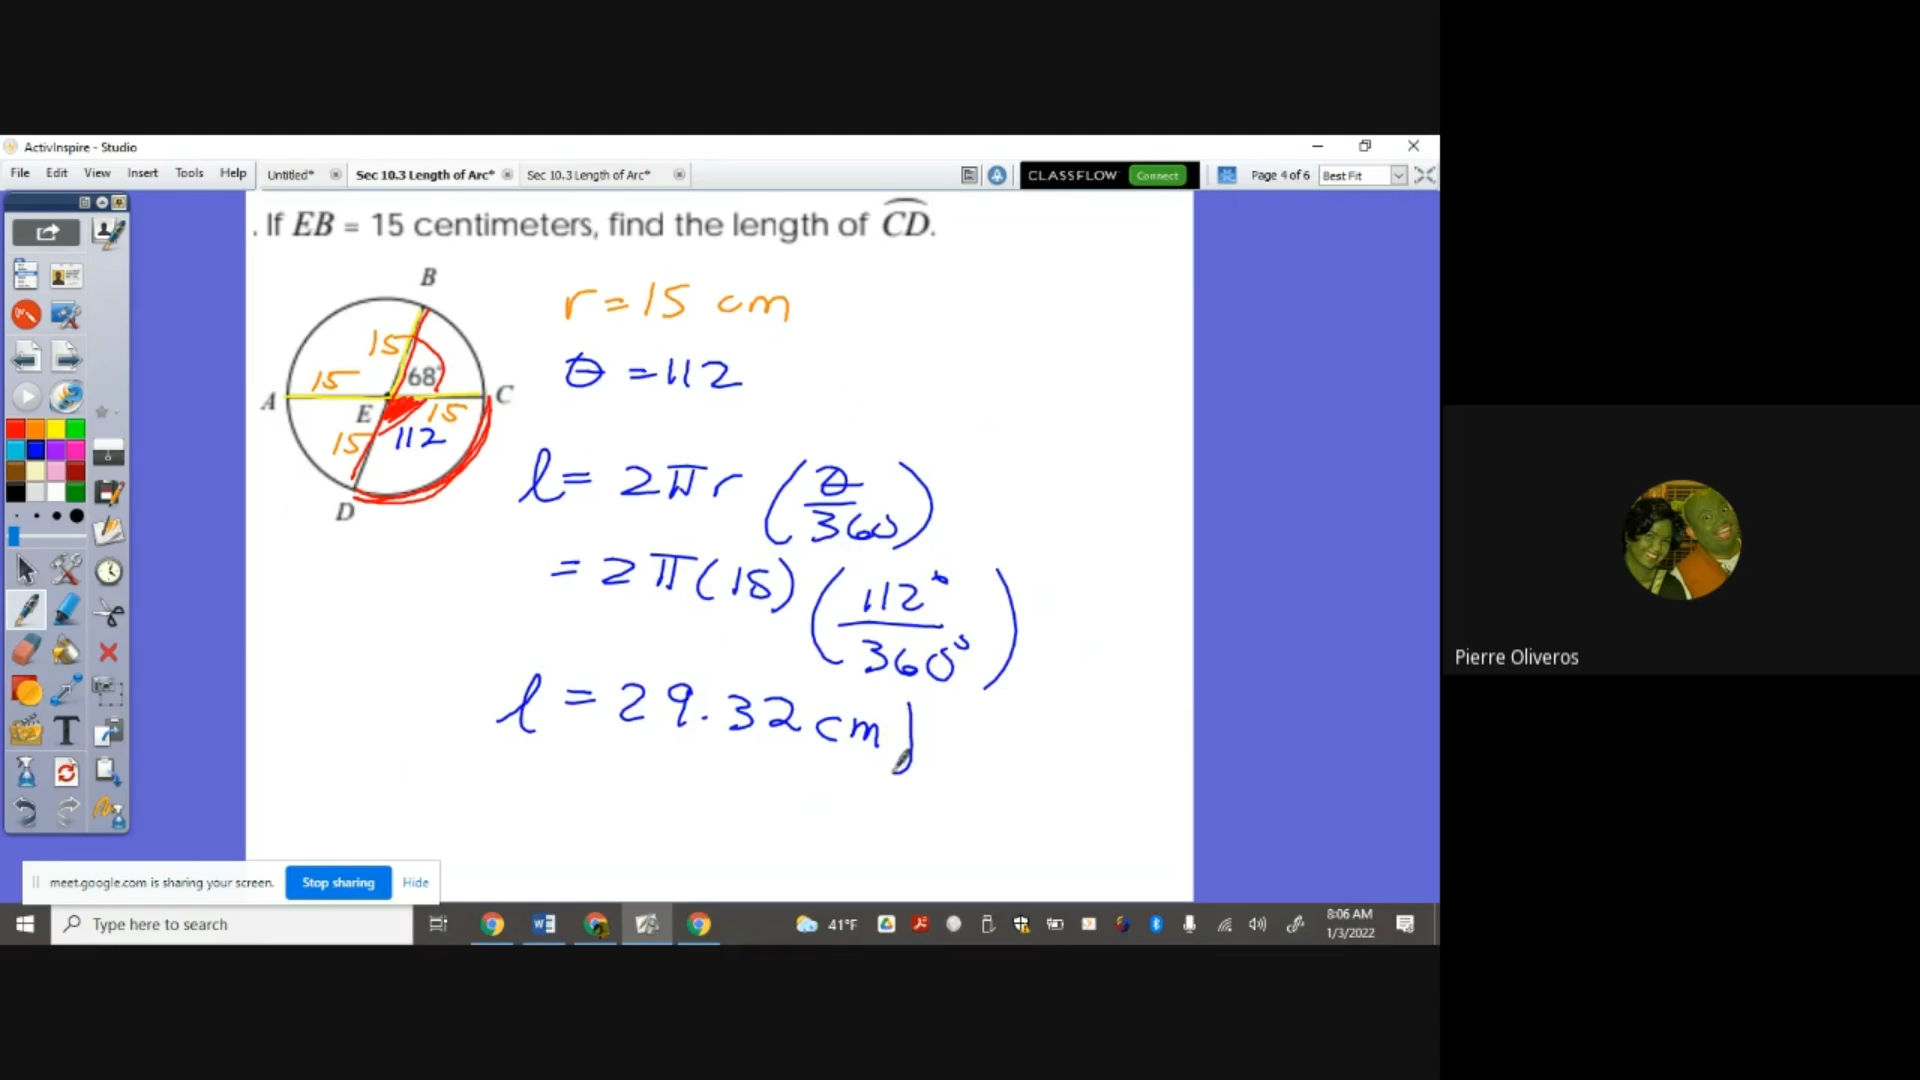 ActivInspire - Studio
File Edit View Insert Tools Help
Untitled* Sec 10.3 Length of Arc* Sec 10.3 Length of Arc*
CLASSFLOW Connect
Page 4 of 6 Best Fit
. If EB = 15 centimeters, find the length of CD.
B
r = 15 cm
15
θ = 112
68°
15
A
C
E
15
15
112
D
l = 2πr (θ/360)
= 2π(15) (112°/360°)
l = 29.32 cm
Pierre Oliveros
meet.google.com is sharing your screen. Stop sharing Hide
Type here to search
41°F
8:06 AM
1/3/2022